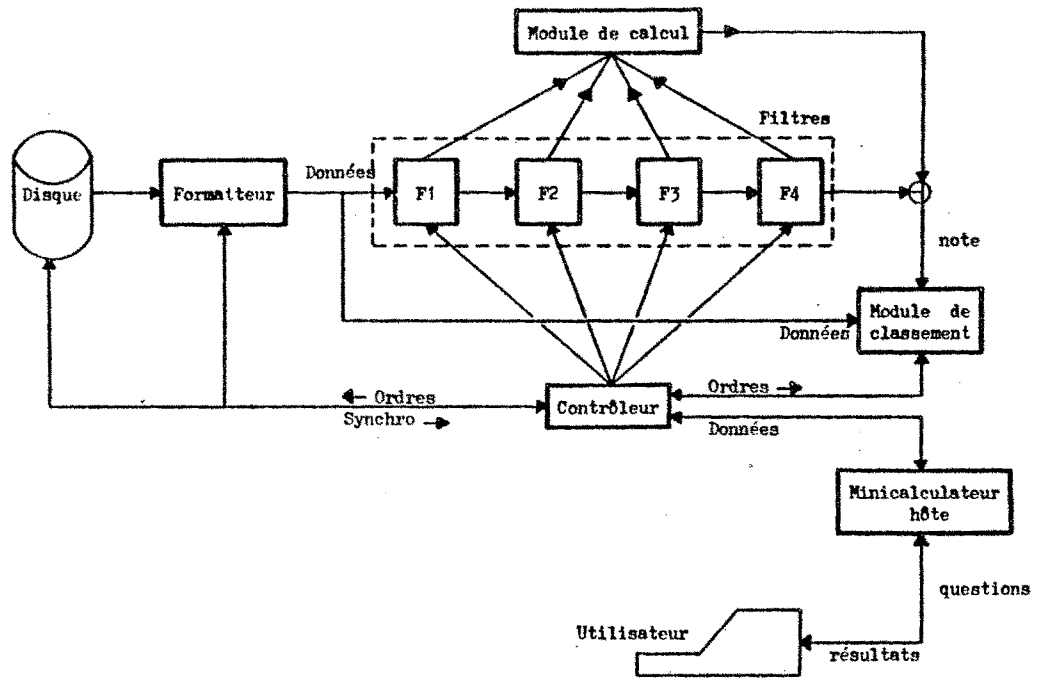 Module de calcul
Filtres
Données
Disque
Formatteur
F1
F2
F3
F4
note
Module de
classement
Données
Ordres
Ordres
Synchro
Contrôleur
Données
Minicalculateur
hôte
questions
Utilisateur
résultats